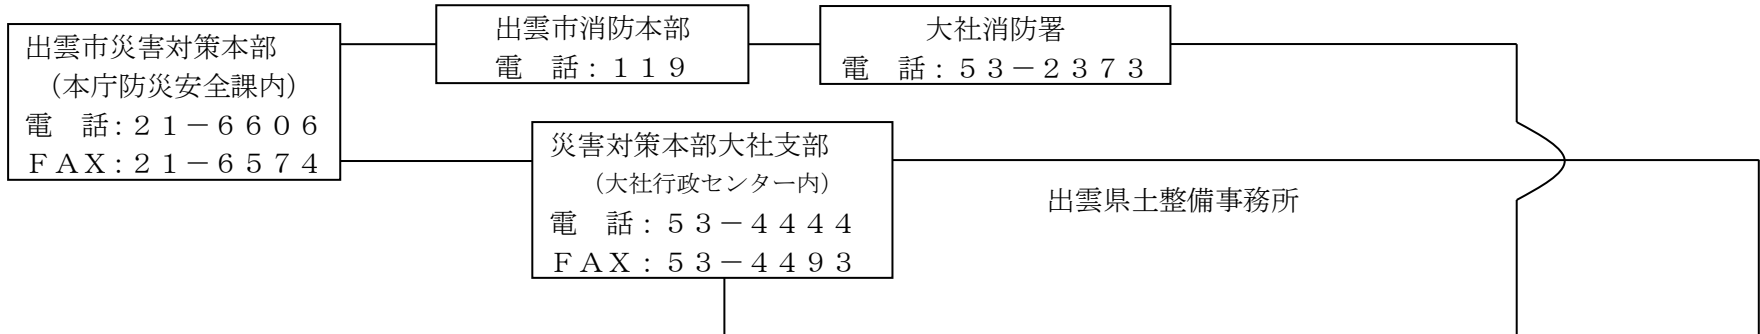 出雲市災害対策本部
（本庁防災安全課内）
電　話：２１－６６０６
ＦＡＸ：２１－６５７４
出雲市消防本部
電　話：１１９
大社消防署
電　話：５３－２３７３
災害対策本部大社支部
（大社行政センター内）
電　話：５３－４４４４
ＦＡＸ：５３－４４９３
出雲県土整備事務所